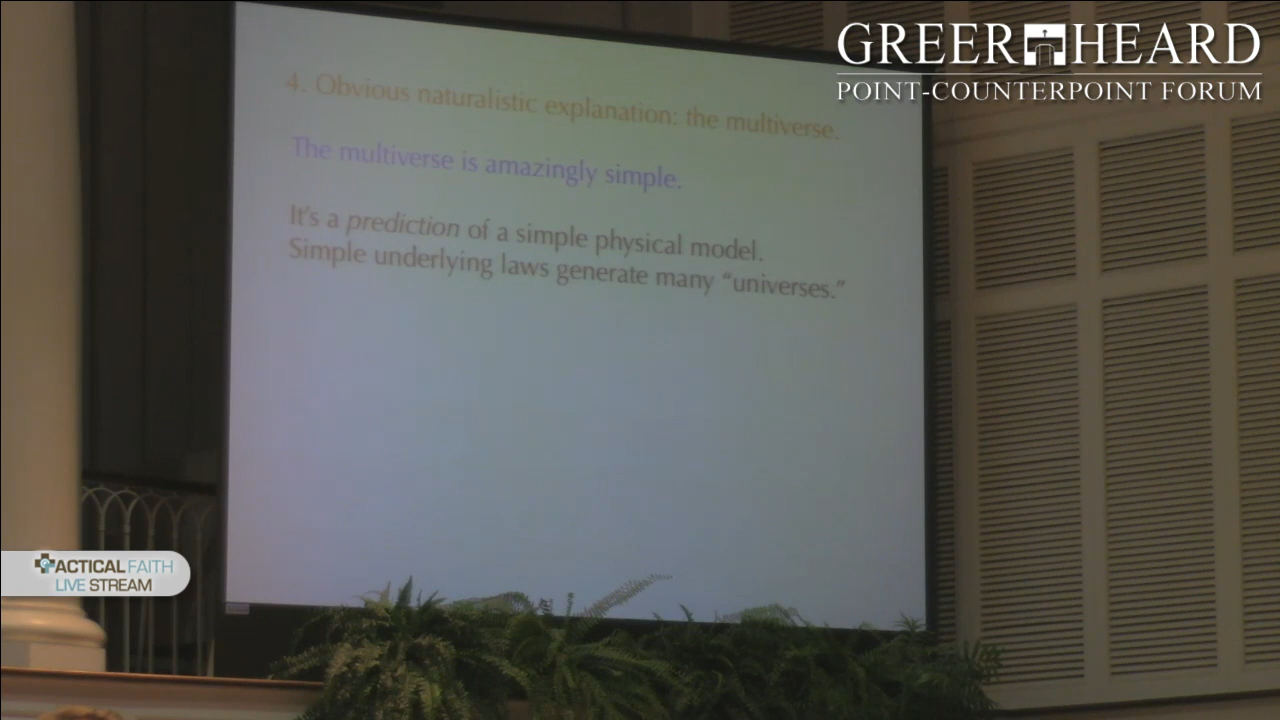 GREER HEARD
POINT-COUNTERPOINT FORUM
4. Obvious naturalistic explanation: the multiverse.
The multiverse is amazingly simple.
It's a prediction of a simple physical model.
Simple underlying laws generate many “universes.”
TACTICAL FAITH
LIVE STREAM